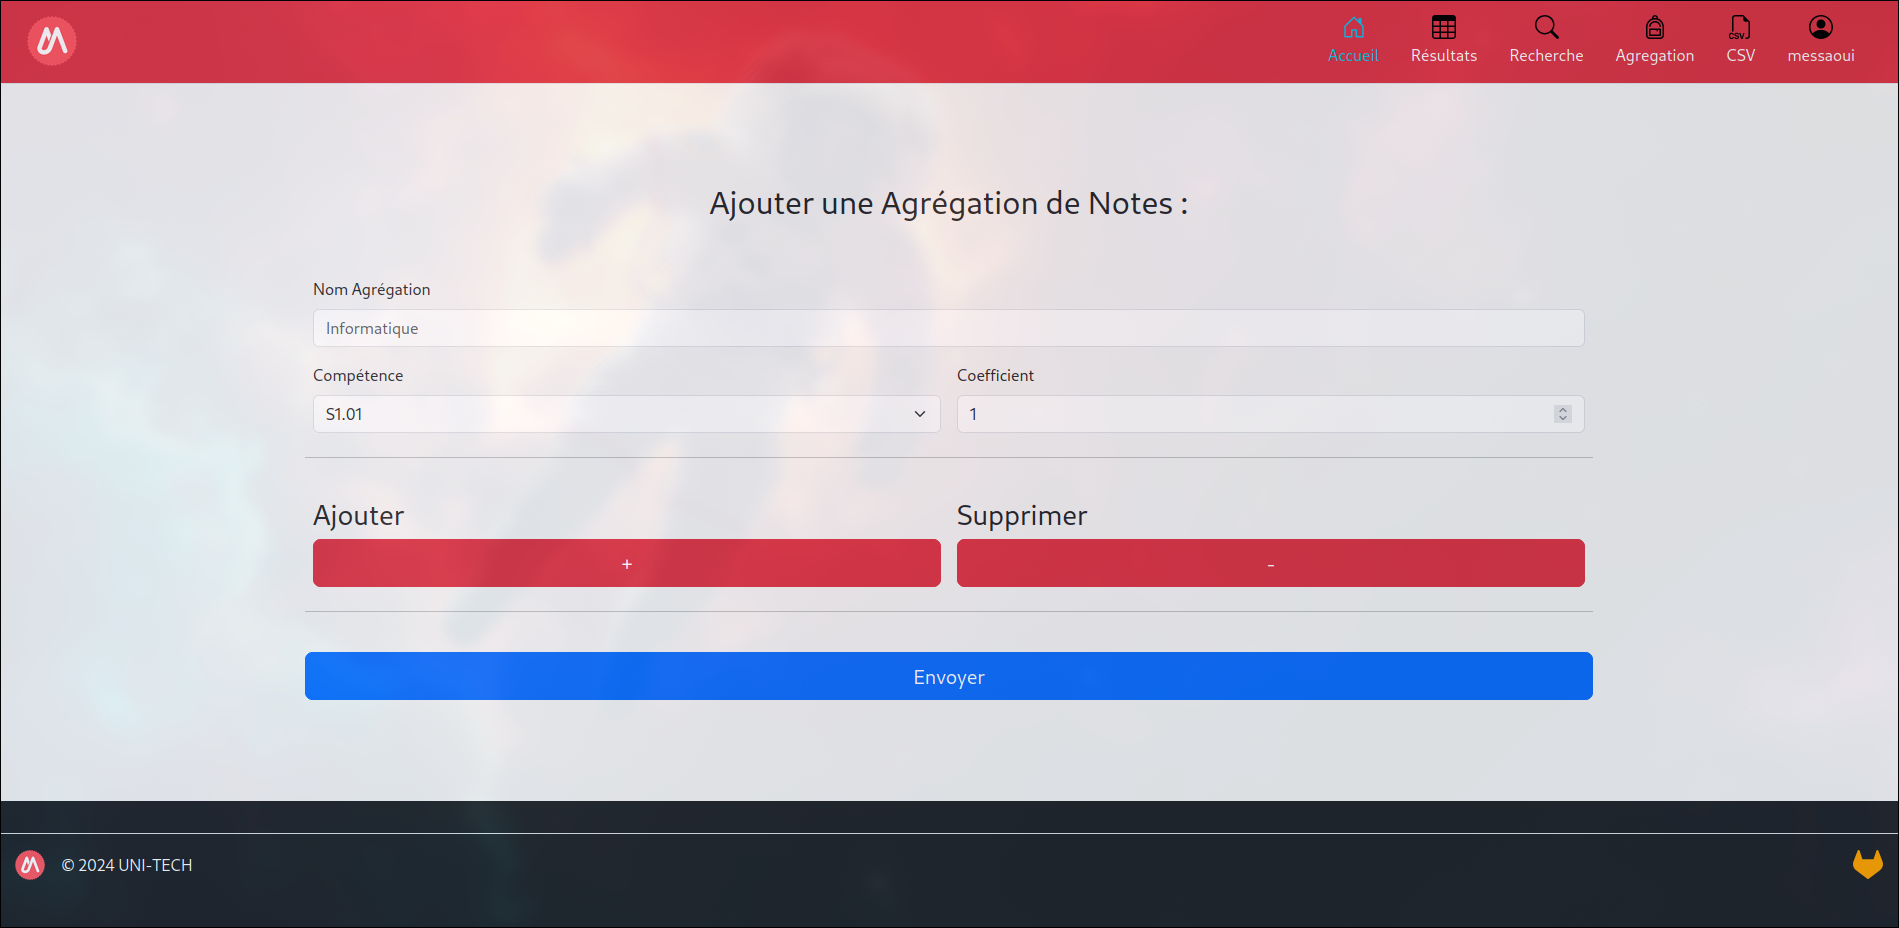 Accueil
Résultats
Recherche
Agregation
CSV
CSV
messaoui
Ajouter une Agrégation de Notes :
Nom Agrégation
Informatique
Compétence
Coefficient
S1.01
1
Ajouter
Supprimer
+
-
Envoyer
© 2024 UNI-TECH